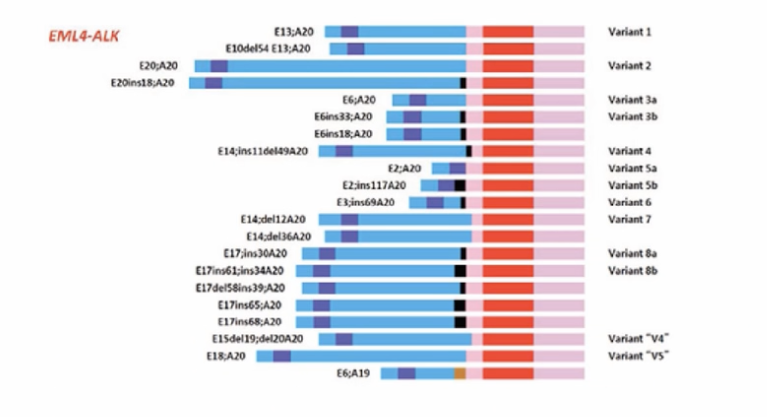 EML4-ALK
E13;A20 Variant 1
E10del54 E13;A20
E20;A20 Variant 2
E20ins18;A20
E6;A20 Variant 3a
E6ins33;A20 Variant 3b
E6ins18;A20
E14;ins11del49A20 Variant 4
E2;A20 Variant 5a
E2;ins117A20 Variant 5b
E3;ins69A20 Variant 6
E14;del12A20 Variant 7
E14;del36A20
E17;ins30A20 Variant 8a
E17ins61;ins34A20 Variant 8b
E17del58ins39;A20
E17ins65;A20
E17ins68;A20
E15del19;del20A20 Variant "V4"
E18;A20 Variant "V5"
E6;A19